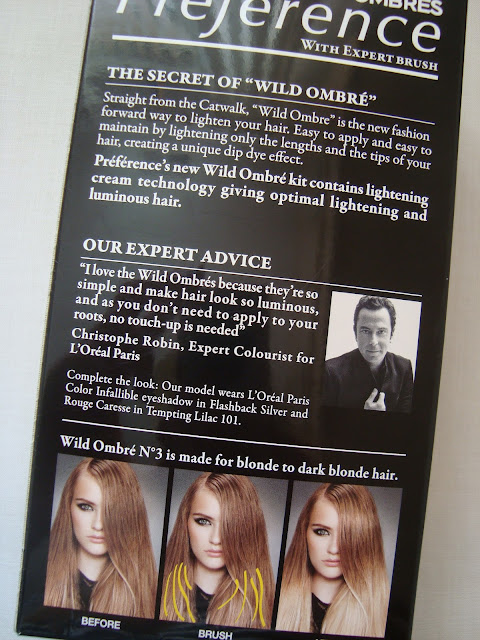 OMBRES
Préférence
WITH EXPERT BRUSH
THE SECRET OF “WILD OMBRÉ”
Straight from the Catwalk, “Wild Ombre” is the new fashion
forward way to lighten your hair. Easy to apply and easy to
maintain by lightening only the lengths and the tips of your
hair, creating a unique dip dye effect.
Préférence's new Wild Ombré kit contains lightening
cream technology giving optimal lightening and
luminous hair.
OUR EXPERT ADVICE
“I love the Wild Ombrés because they're so
simple and make hair look so luminous,
and as you don't need to apply to your
roots, no touch-up is needed”
Christophe Robin, Expert Colourist for
L'Oréal Paris
Complete the look: Our model wears L'Oréal Paris
Color Infallible eyeshadow in Flashback Silver and
Rouge Caresse in Tempting Lilac 101.
Wild Ombré N°3 is made for blonde to dark blonde hair.
BEFORE
BRUSH